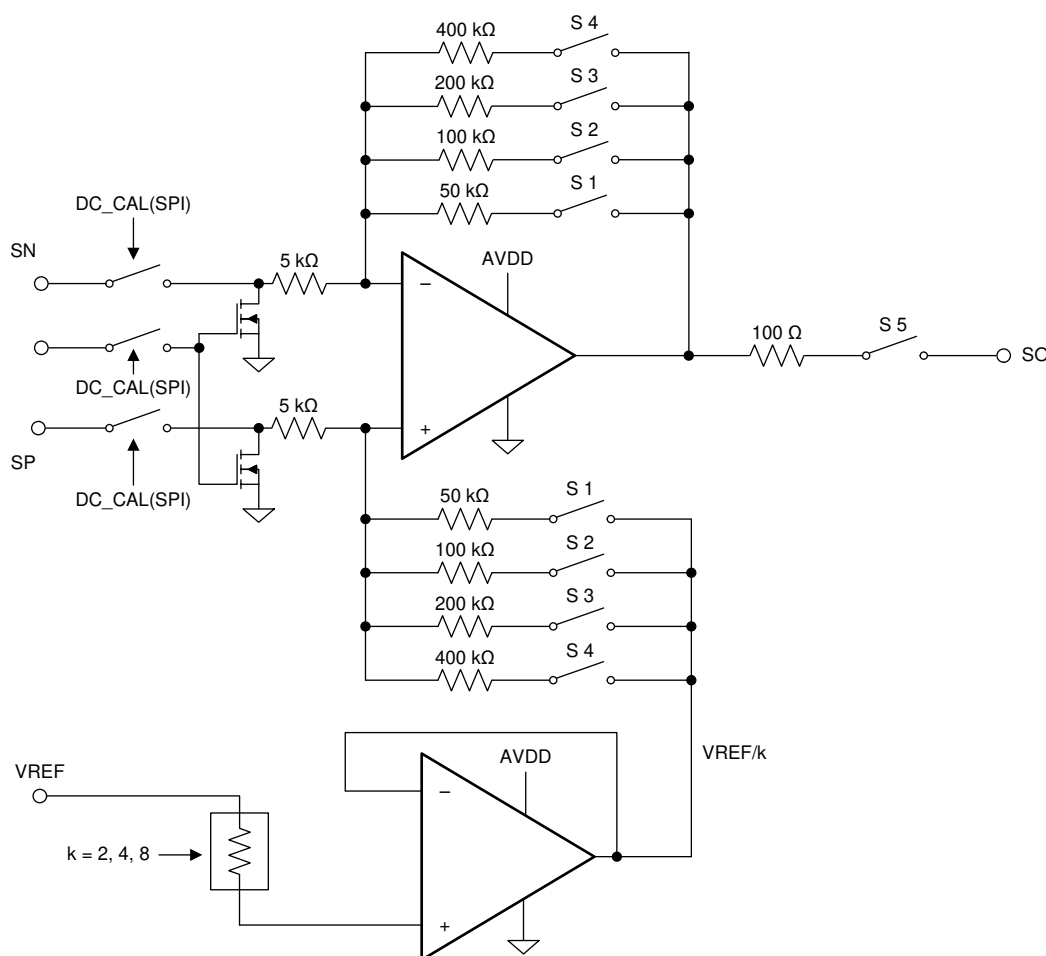 400 kΩ
S 4
200 kΩ
S 3
100 kΩ
S 2
50 kΩ
S 1
DC_CAL(SPI)
SN
5 kΩ
AVDD
−
100 Ω
S 5
SO
DC_CAL(SPI)
5 kΩ
+
SP
DC_CAL(SPI)
50 kΩ
S 1
100 kΩ
S 2
200 kΩ
S 3
400 kΩ
S 4
VREF/k
AVDD
VREF
−
k = 2, 4, 8
+